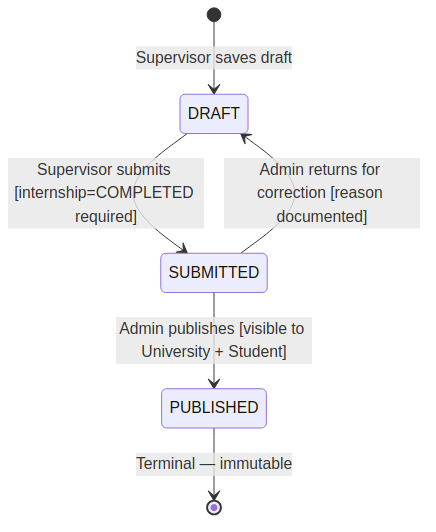 Supervisor saves draft
DRAFT
Supervisor submits
[internship=COMPLETED
required]
Admin returns for
correction [reason
documented]
SUBMITTED
Admin publishes [visible to
University + Student]
PUBLISHED
Terminal — immutable